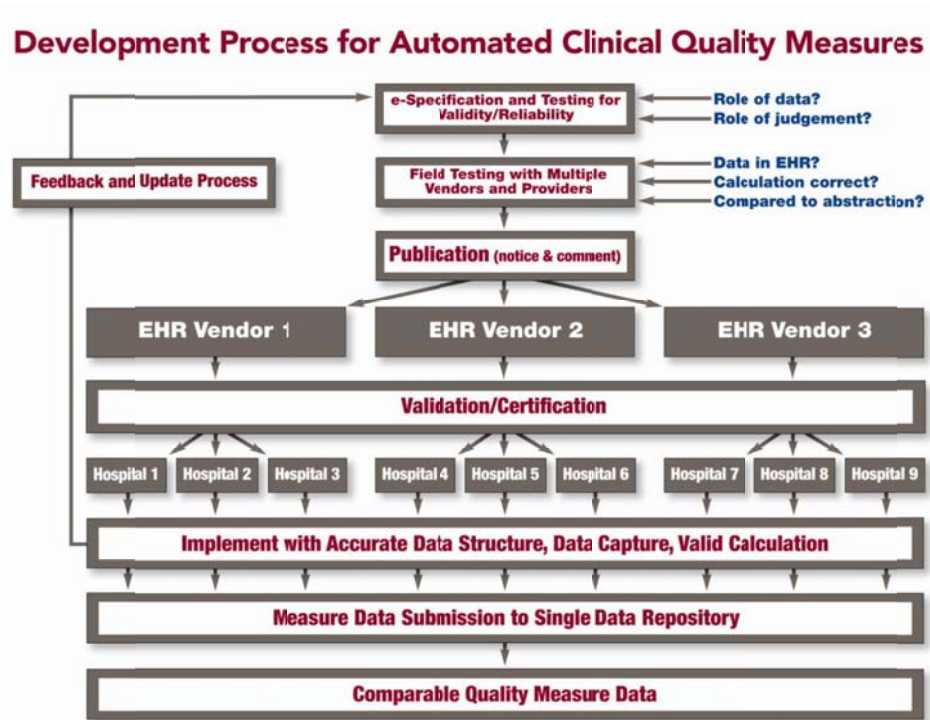 Development Process for Automated Clinical Quality Measures
e-Specification and Testing for
Validity/Reliability
Role of data?
Role of judgement?
Feedback and Update Process
Field Testing with Multiple
Vendors and Providers
Data in EHR?
Calculation correct?
Compared to abstraction?
Publication (notice & comment)
EHR Vendor 1
EHR Vendor 2
EHR Vendor 3
Validation/Certification
Hospital 1
Hospital 2
Hospital 3
Hospital 4
Hospital 5
Hospital 6
Hospital 7
Hospital 8
Hospital 9
Implement with Accurate Data Structure, Data Capture, Valid Calculation
Measure Data Submission to Single Data Repository
Comparable Quality Measure Data